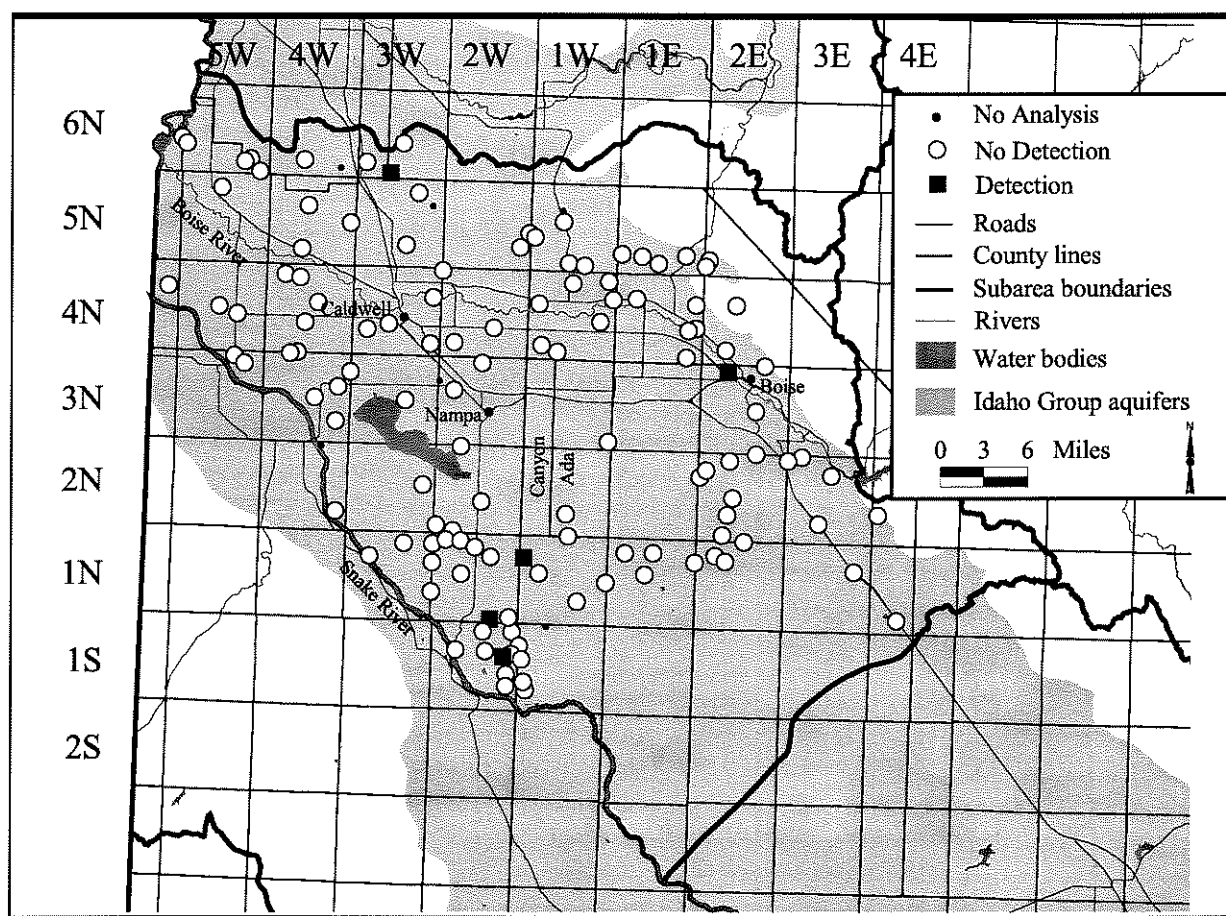 5W 4W 3W 2W 1W 1E 2E 3E 4E
6N
5N
4N
3N
2N
1N
1S
2S
Boise River
Caldwell
Nampa
Boise
Canyon
Ada
Snake River
No Analysis
No Detection
Detection
Roads
County lines
Subarea boundaries
Rivers
Water bodies
Idaho Group aquifers
0 3 6 Miles
N